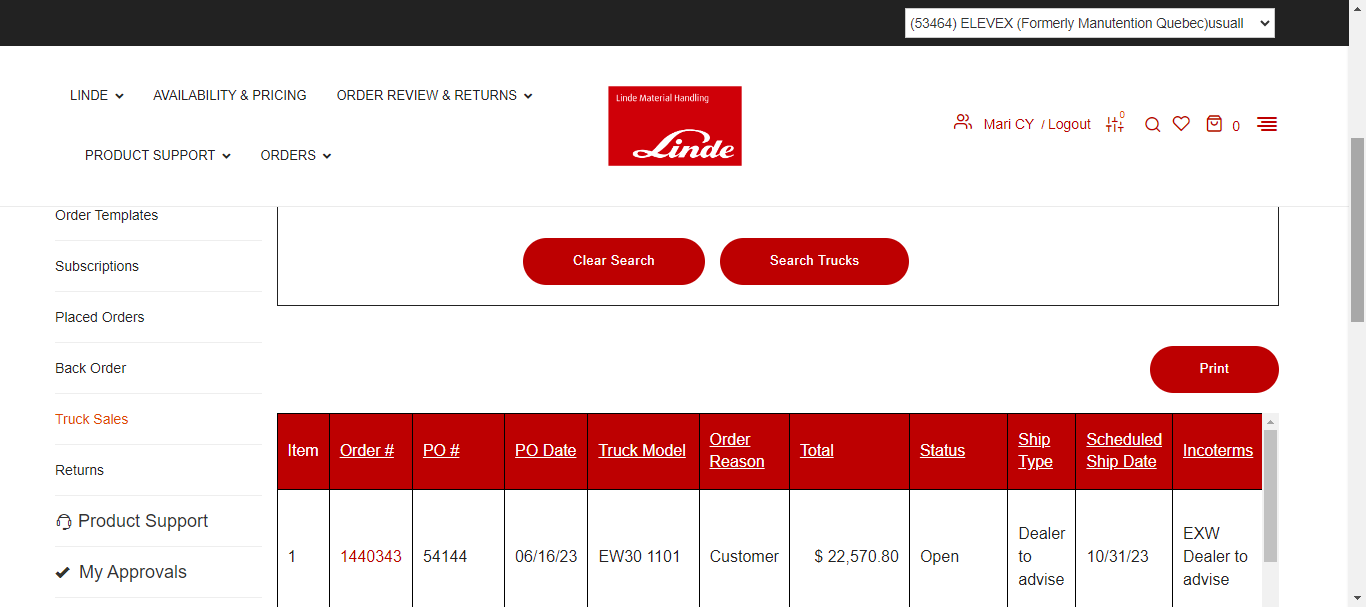 (53464) ELEVEX (Formerly Manutention Quebec)usuall
LINDE AVAILABILITY & PRICING ORDER REVIEW & RETURNS
PRODUCT SUPPORT ORDERS
Linde Material Handling
Linde
Mari CY / Logout 0 0
Order Templates
Subscriptions
Placed Orders
Back Order
Truck Sales
Returns
Product Support
My Approvals
Clear Search Search Trucks
Print
Item Order # PO # PO Date Truck Model Order Reason Total Status Ship Type Scheduled Ship Date Incoterms
1 1440343 54144 06/16/23 EW30 1101 Customer $ 22,570.80 Open Dealer to advise 10/31/23 EXW Dealer to advise